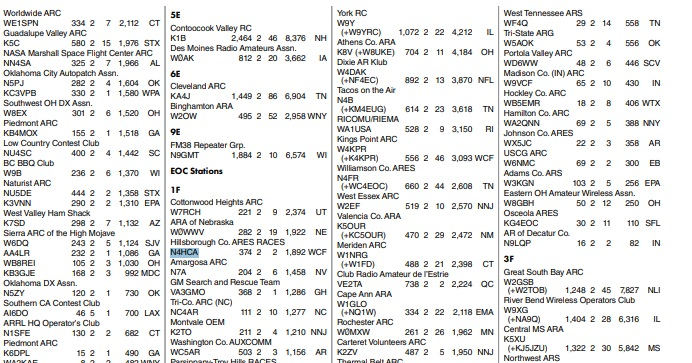 Worldwide ARC
WE1SPN 334 2 7 2,112 CT
Guadalupe Valley ARC
K5C 580 2 15 1,976 STX
NASA Marshall Space Flight Center ARC
NN4SA 325 2 7 1,966 AL
Oklahoma City Autopatch Assn.
N5PJ 282 2 4 1,604 OK
KC3VPB 330 2 1 1,580 WPA
Southwest OH DX Assn.
W8EX 301 2 6 1,520 OH
Piedmont ARC
KB4MOX 155 2 1 1,518 GA
Low Country Contest Club
NU4SC 400 2 4 1,442 SC
BC BBQ Club
W9B 236 2 6 1,370 WI
Naturist ARC
NU5DE 444 2 2 1,358 STX
K3VNN 290 2 2 1,310 EPA
West Valley Ham Shack
K7SD 298 2 7 1,132 AZ
Sierra ARC of the High Mojave
W6DQ 243 2 5 1,124 SJV
AA4LR 232 2 1 1,086 GA
WB8REI 105 2 3 1,030 OH
KB3GJE 168 2 3 992 MDC
Oklahoma DX Assn.
N5ZY 120 2 1 730 OK
Southern CA Contest Club
AI6DO 46 5 1 700 LAX
ARRL HQ Operator's Club
N1SFE 130 2 2 682 CT
Piedmont ARC
K6DPL 15 2 1 490 GA
5E
Contoocook Valley RC
K1B 2,464 2 46 8,376 NH
Des Moines Radio Amateurs Assn.
W0AK 812 2 20 3,662 IA
6E
Cleveland ARC
KA4J 1,449 2 86 6,904 TN
Binghamton ARA
W2OW 495 2 52 2,958 WNY
9E
FM38 Repeater Grp.
N9GMT 1,884 2 10 6,574 WI
EOC Stations
1F
Cottonwood Heights ARC
W7RCH 221 2 9 2,374 UT
ARA of Nebraska
W0WWV 282 2 19 1,922 NE
Hillsborough Co. ARES RACES
N4HCA 374 2 2 1,892 WCF
Amargosa ARC
N7A 204 2 6 1,458 NV
GM Search and Rescue Team
VA3GMO 368 2 1 1,286 GH
Tri-Co. ARC (NC)
NC4AR 111 2 10 1,277 NC
Montvale OEM
K2TO 211 2 4 1,210 NNJ
Washington Co. AUXCOMM
WC5AR 503 2 3 1,156 AR
Parsippany-Troy Hills RACES
York RC
W9Y
(+W9YRC) 1,072 2 22 4,212 IL
Athens Co. ARA
K8V (+W8UKE) 704 2 11 4,184 OH
Dixie AR Klub
W4DAK
(+NF4EC) 892 2 13 3,870 NFL
Tacos on the Air
N4B
(+KM4EUG) 614 2 23 3,618 TN
RICOMU/RIEMA
WA1USA 528 2 9 3,150 RI
Kings Point ARC
W4KPR
(+K4KPR) 556 2 46 3,093 WCF
Williamson Co. ARES
N4FR
(+WC4EOC) 660 2 44 2,608 TN
West Essex ARC
W2EF 519 2 10 2,570 NNJ
Valencia Co. ARA
K5OUR
(+KC5OUR) 470 2 29 2,472 NM
Meriden ARC
W1NRG
(+W1FD) 488 2 21 2,398 CT
Club Radio Amateur de l'Estrie
VE2TA 738 2 2 2,224 QC
Cape Ann ARA
W1GLO
(+NQ1W) 334 2 22 2,118 EMA
Rochester ARC
W0MXW 261 2 26 1,962 MN
Carteret Volunteers ARC
K2ZV 487 2 5 1,950 NNJ
Thermal Belt ARC
West Tennessee ARS
WF4Q 29 2 14 558 TN
Tri-State ARG
W5AOK 53 2 4 556 OK
Portola Valley ARC
WD6WW 48 2 6 446 SCV
Madison Co. (IN) ARC
W9VCF 65 2 10 430 IN
Hockley Co. ARC
WB5EMR 18 2 8 406 WTX
Hamilton Co. ARC
WA2QNN 69 2 5 388 NNY
Johnson Co. ARES
WX5JC 22 2 3 358 AR
USCG ARC
W6NMC 69 2 2 300 EB
Adams Co. ARS
W3KGN 103 2 5 256 EPA
Eastern OH Amateur Wireless Assn.
W8GBH 50 2 12 250 OH
Osceola ARES
KG4EOC 30 2 11 110 SFL
AR of Decatur Co.
N9LQP 16 2 2 82 IN
3F
Great South Bay ARC
W2GSB
(+W2TOB) 1,248 2 45 7,827 NLI
River Bend Wireless Operators Club
W9XG
(+NA9Q) 1,404 2 28 6,316 IL
Central MS ARA
K5XU
(+KJ5JZU) 1,322 2 30 5,842 MS
Northwest ARS